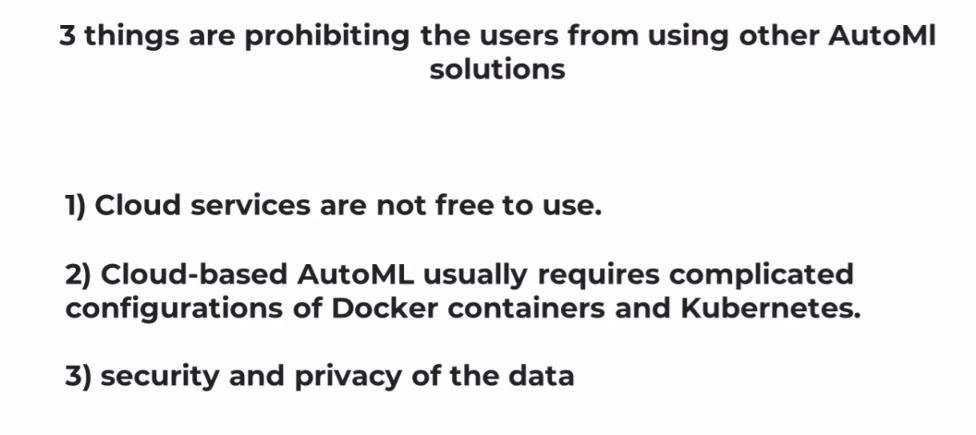 3 things are prohibiting the users from using other AutoMl
solutions
1) Cloud services are not free to use.
2) Cloud-based AutoML usually requires complicated
configurations of Docker containers and Kubernetes.
3) security and privacy of the data